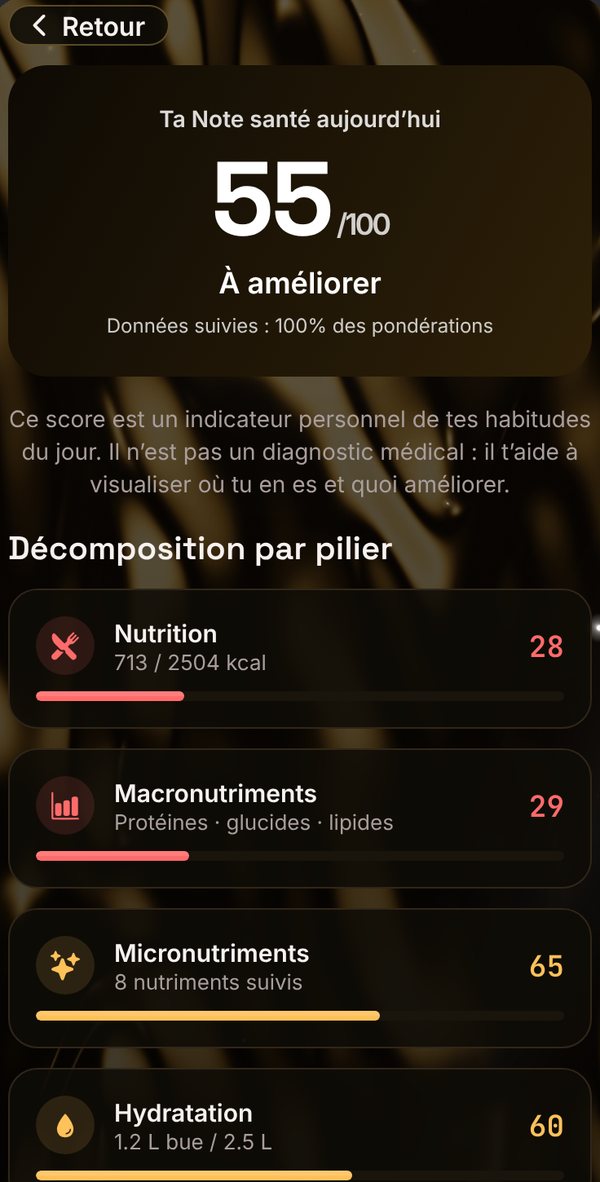 Retour
Ta Note santé aujourd’hui
55 /100
À améliorer
Données suivies : 100% des pondérations
Ce score est un indicateur personnel de tes habitudes
du jour. Il n’est pas un diagnostic médical : il t’aide à
visualiser où tu en es et quoi améliorer.
Décomposition par pilier
Nutrition
713 / 2504 kcal
28
Macronutriments
Protéines · glucides · lipides
29
Micronutriments
8 nutriments suivis
65
Hydratation
1.2 L bue / 2.5 L
60